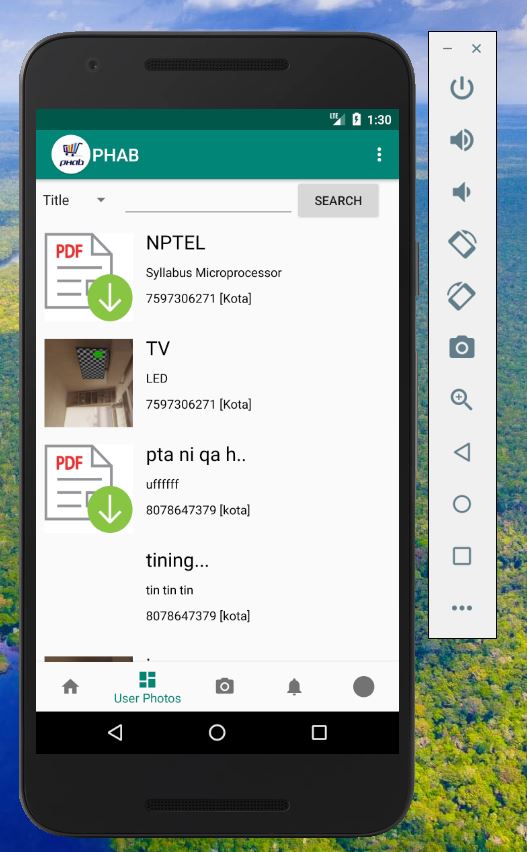 LTE 1:30
PHAB PHAB
Title SEARCH
PDF
NPTEL
Syllabus Microprocessor
7597306271 [Kota]
TV
LED
7597306271 [Kota]
PDF
pta ni qa h..
uffffff
8078647379 [kota]
tining...
tin tin tin
8078647379 [kota]
User Photos